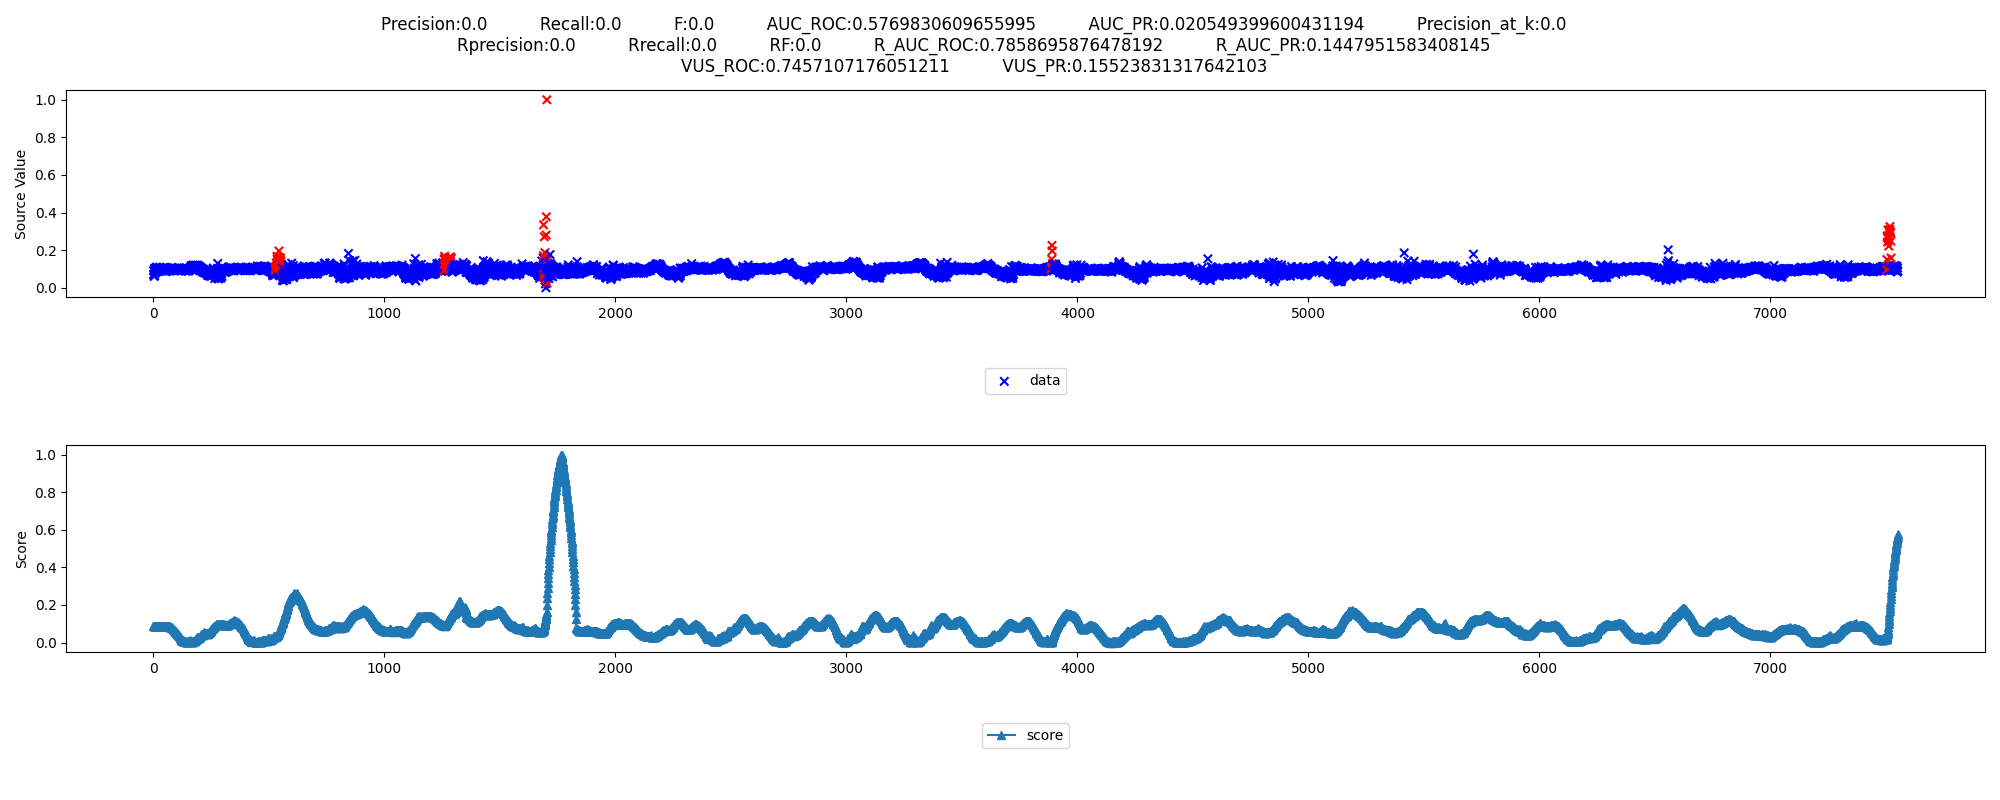 Precision:0.0 Recall:0.0 F:0.0 AUC_ROC:0.5769830609655995 AUC_PR:0.020549399600431194 Precision_at_k:0.0
Rprecision:0.0 Rrecall:0.0 RF:0.0 R_AUC_ROC:0.7858695876478192 R_AUC_PR:0.1447951583408145
VUS_ROC:0.7457107176051211 VUS_PR:0.15523831317642103
Source Value
1.0
0.8
0.6
0.4
0.2
0.0
0 1000 2000 3000 4000 5000 6000 7000
data
Score
1.0
0.8
0.6
0.4
0.2
0.0
0 1000 2000 3000 4000 5000 6000 7000
score